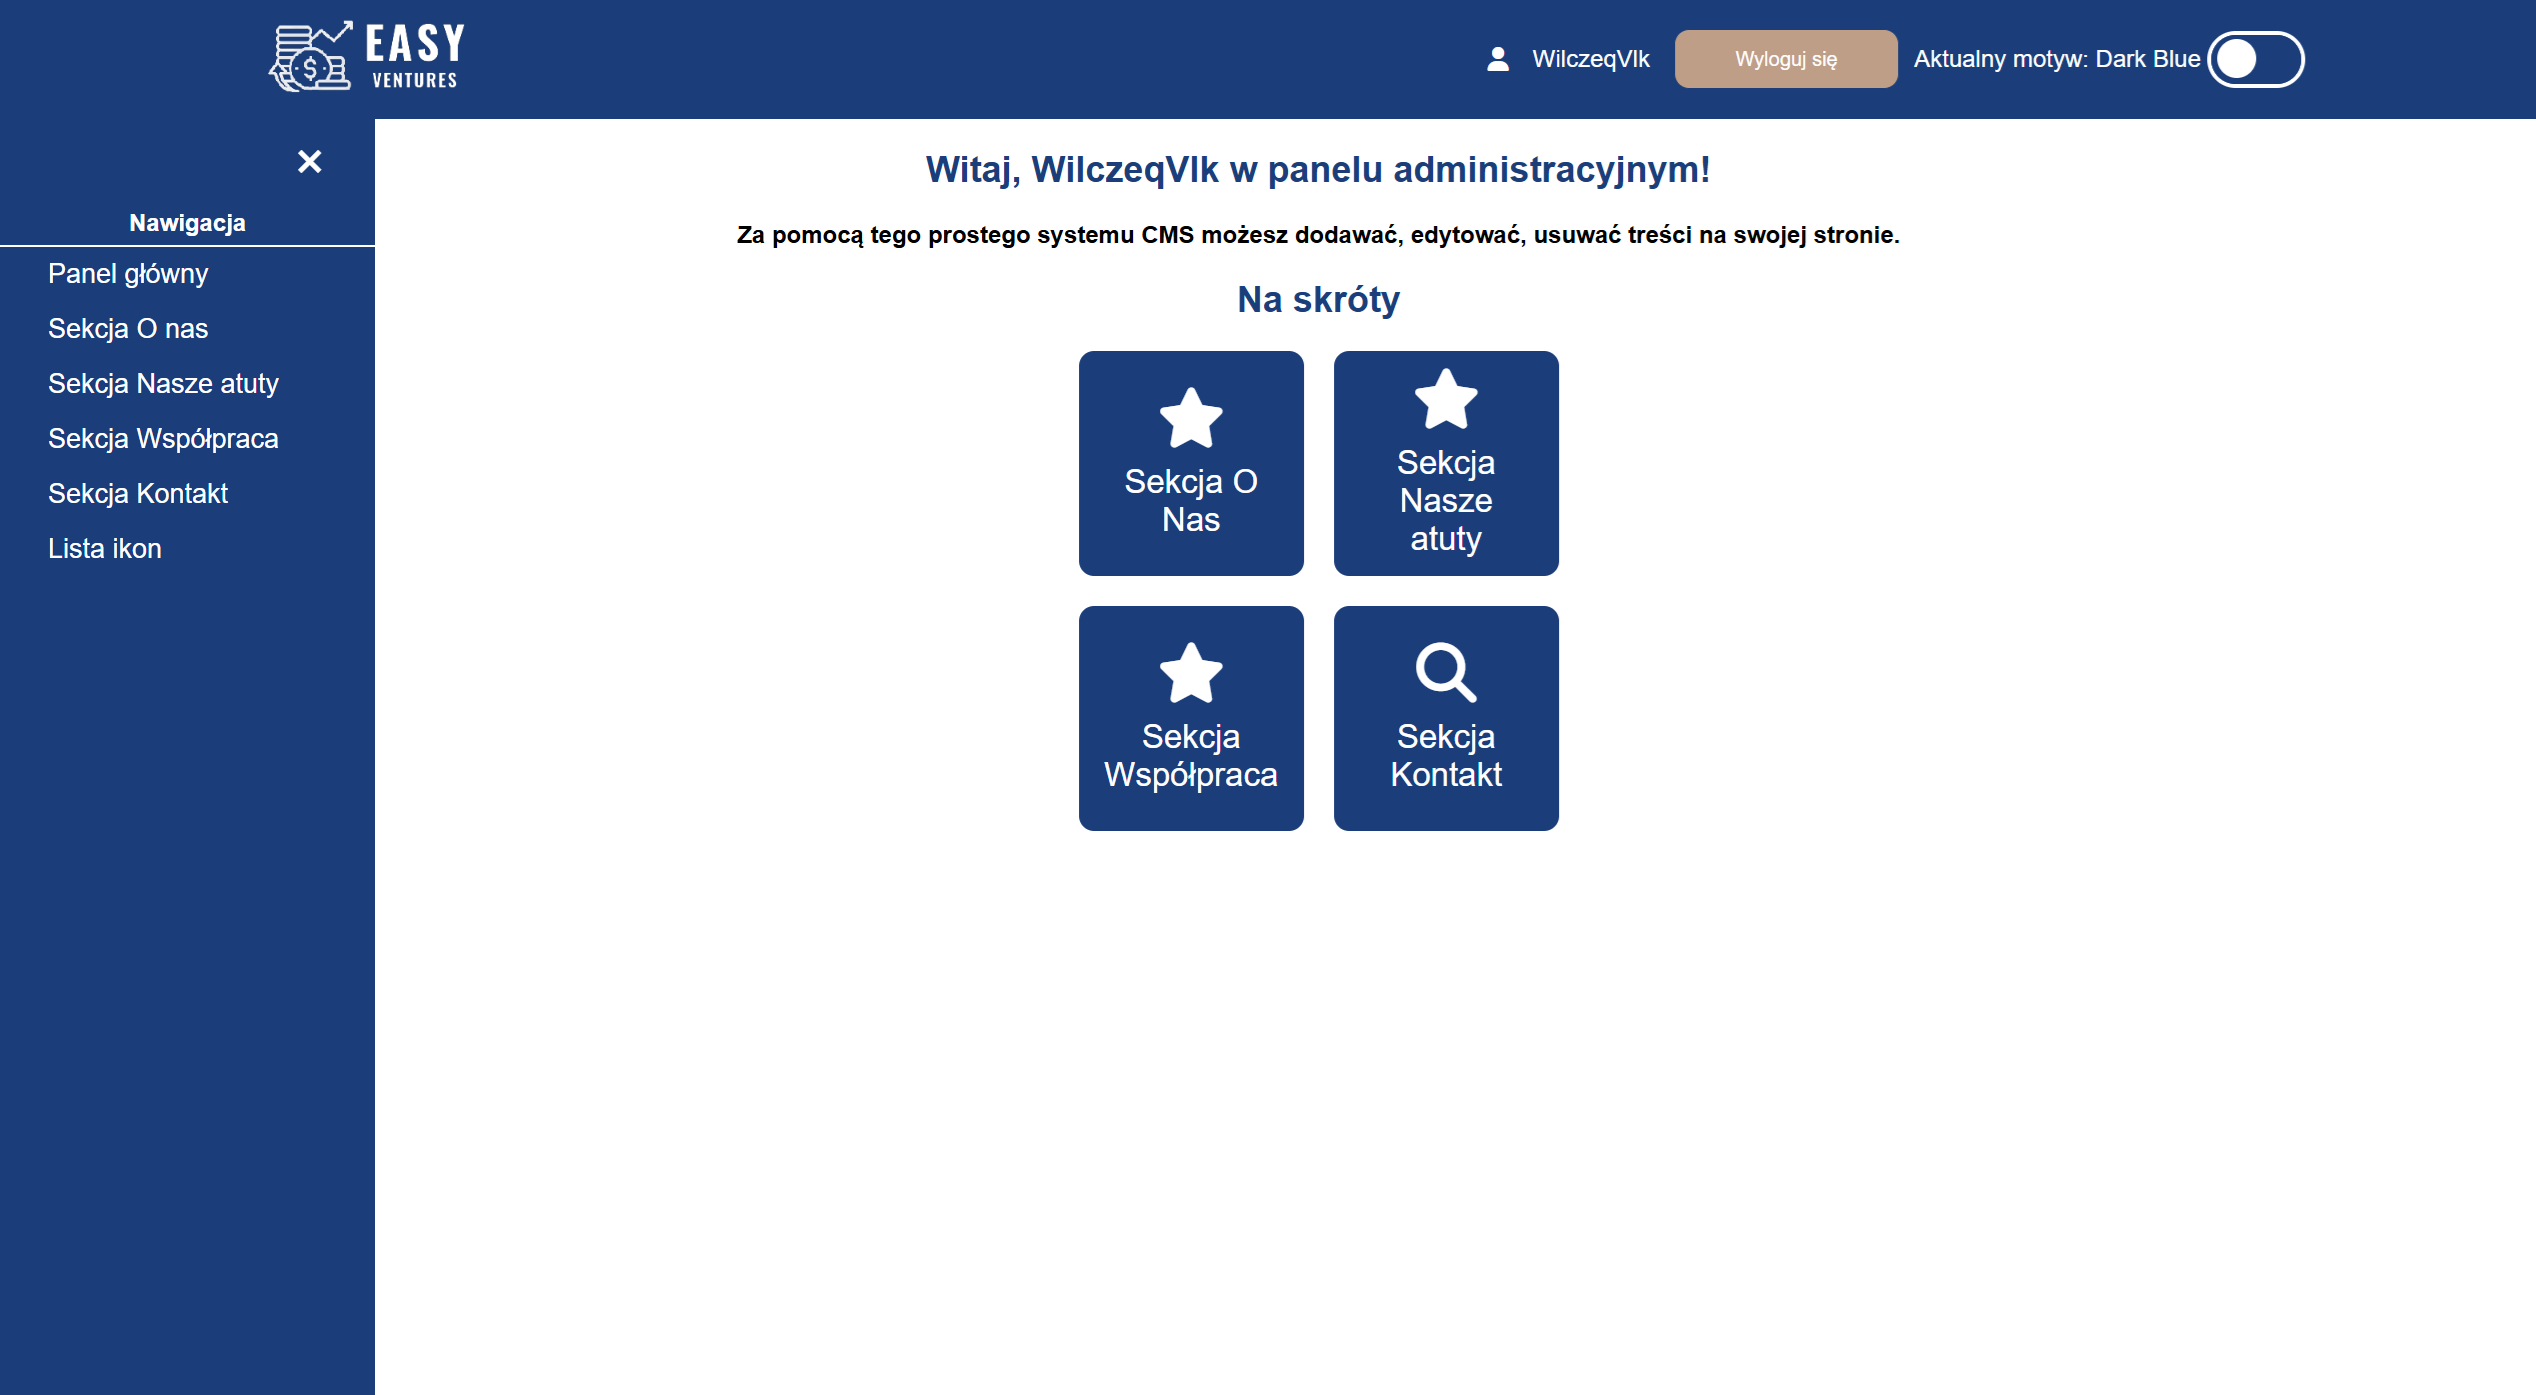 EASY
VENTURES
WilczeqVlk
Wyloguj się
Aktualny motyw: Dark Blue
Nawigacja
Panel główny
Sekcja O nas
Sekcja Nasze atuty
Sekcja Współpraca
Sekcja Kontakt
Lista ikon
Witaj, WilczeqVlk w panelu administracyjnym!
Za pomocą tego prostego systemu CMS możesz dodawać, edytować, usuwać treści na swojej stronie.
Na skróty
Sekcja O
Nas
Sekcja
Nasze
atuty
Sekcja
Współpraca
Sekcja
Kontakt